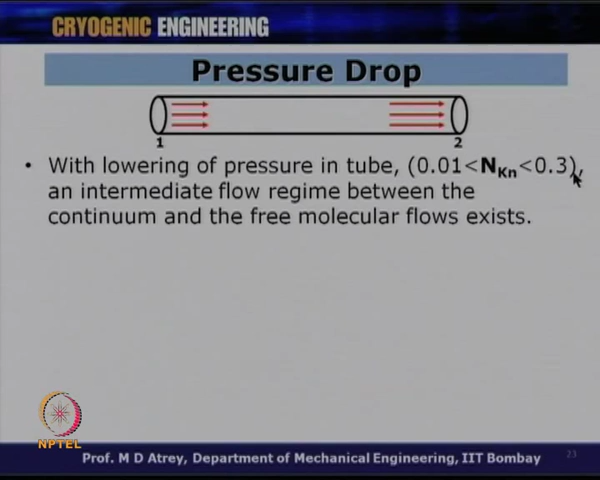 CRYOGENIC ENGINEERING
Pressure Drop
1 2
• With lowering of pressure in tube, (0.01<N_Kn<0.3),
an intermediate flow regime between the
continuum and the free molecular flows exists.
NPTEL
Prof. M D Atrey, Department of Mechanical Engineering, IIT Bombay 23